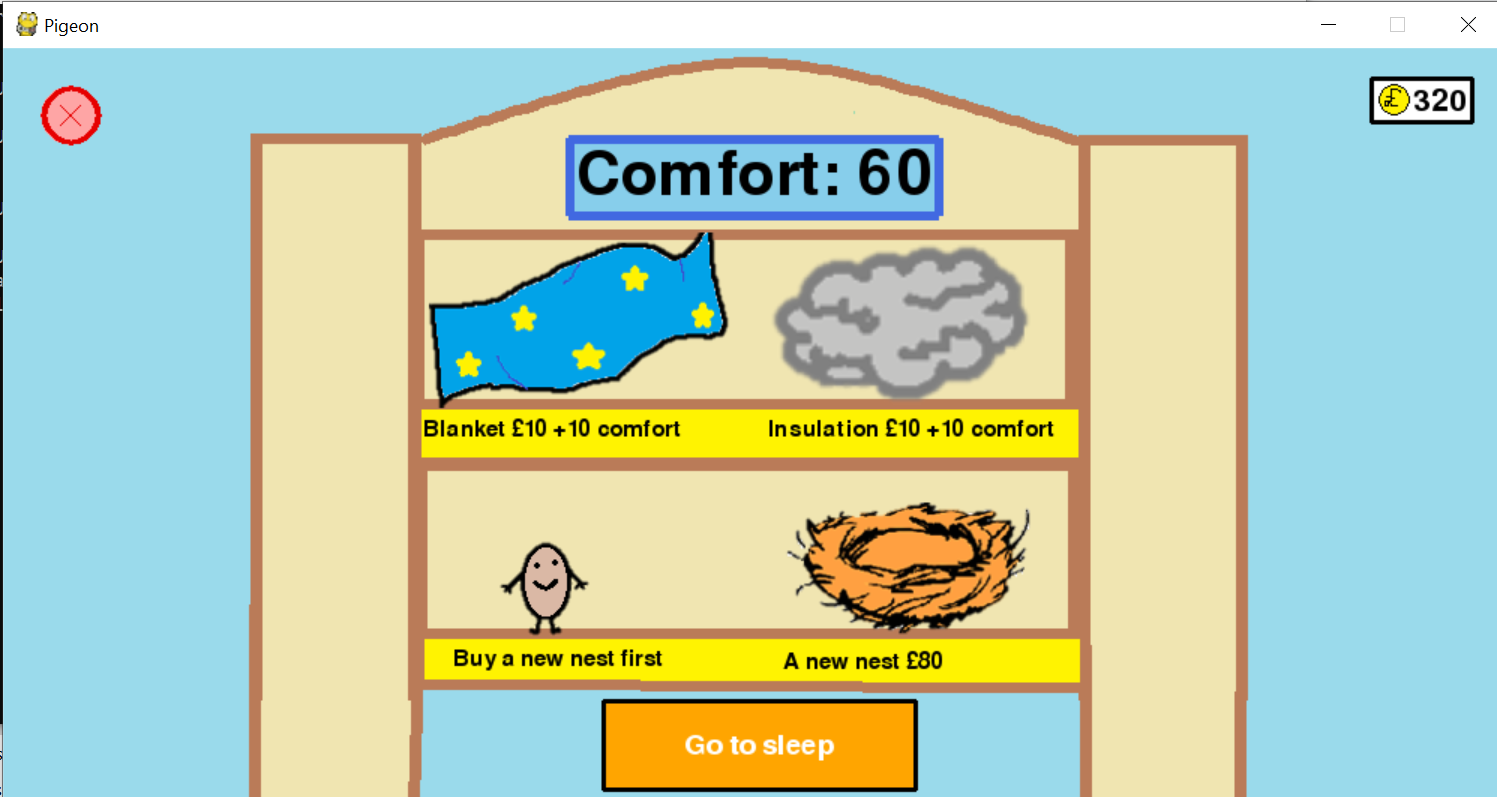 Pigeon
£320
Comfort: 60
Blanket £10 +10 comfort
Insulation £10 +10 comfort
Buy a new nest first
A new nest £80
Go to sleep